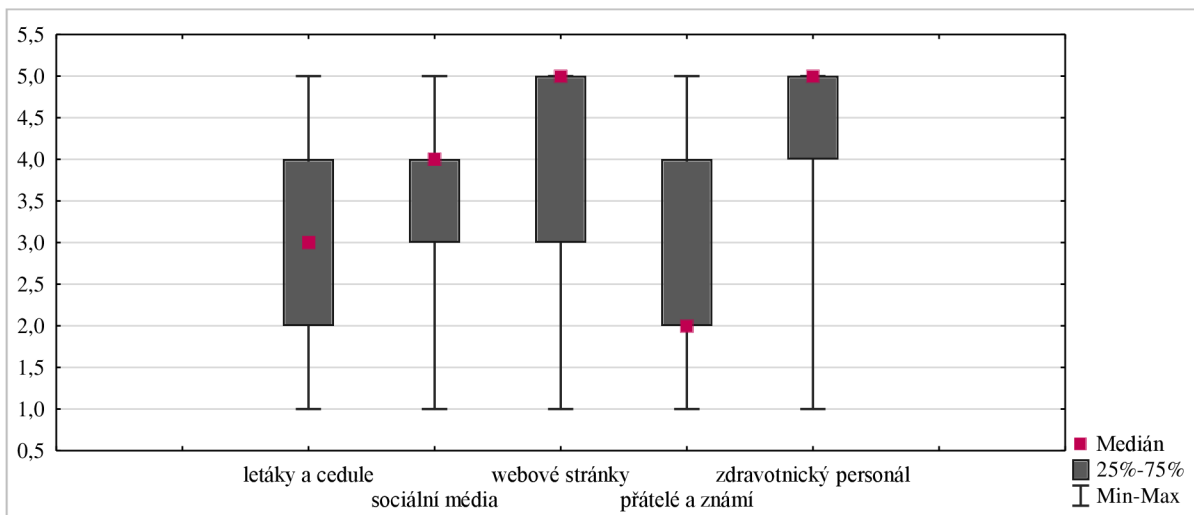 5,5
5,0
4,5
4,0
3,5
3,0
2,5
2,0
1,5
1,0
0,5
letáky a cedule
sociální média
webové stránky
přátelé a známí
zdravotnický personál
Medián
25%-75%
Min-Max